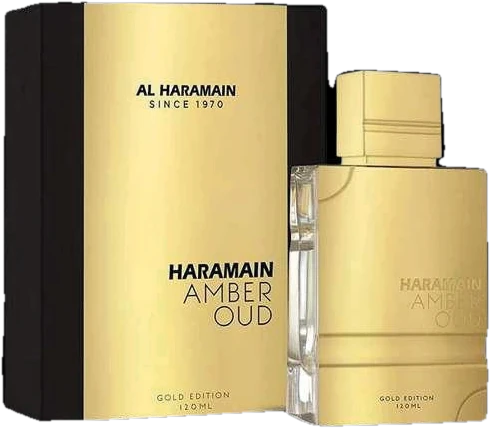 AL HARAMAIN
SINCE 1970
HARAMAIN
AMBER
OUD
GOLD EDITION
120ML
HARAMAIN
AMBER
OUD
GOLD EDITION
120ML